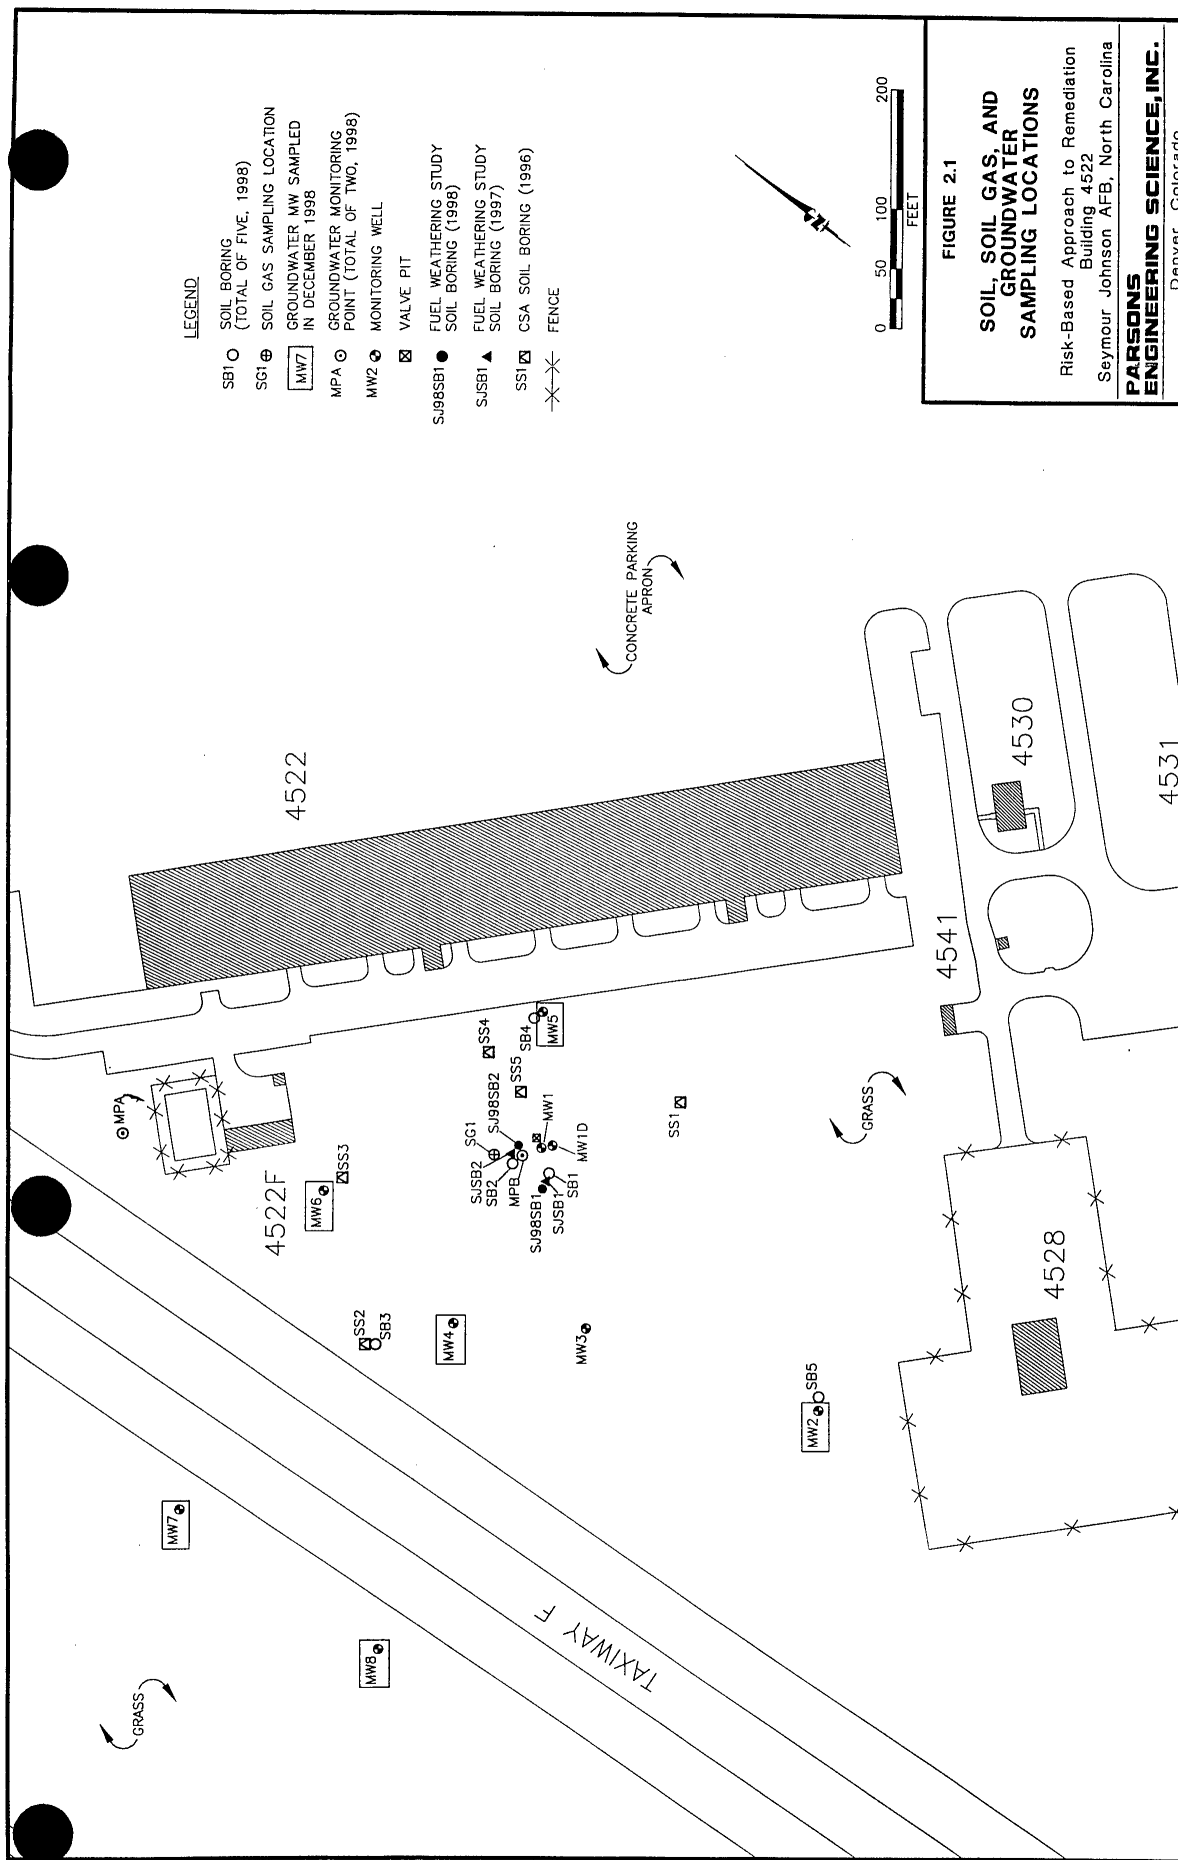 LEGEND
SB1
SOIL BORING
(TOTAL OF FIVE, 1998)
SG1
SOIL GAS SAMPLING LOCATION
MW7
GROUNDWATER MW SAMPLED
IN DECEMBER 1998
MPA
GROUNDWATER MONITORING
POINT (TOTAL OF TWO, 1998)
MW2
MONITORING WELL
VALVE PIT
SJ98SB1
FUEL WEATHERING STUDY
SOIL BORING (1998)
SJSB1
FUEL WEATHERING STUDY
SOIL BORING (1997)
SS1
CSA SOIL BORING (1996)
FENCE
N
0 50 100 200
FEET
FIGURE 2.1
SOIL, SOIL GAS, AND
GROUNDWATER
SAMPLING LOCATIONS
Risk-Based Approach to Remediation
Building 4522
Seymour Johnson AFB, North Carolina
PARSONS
ENGINEERING SCIENCE, INC.
Denver, Colorado
CONCRETE PARKING
APRON
4522
4530
4531
4541
4528
4522F
MPA
SS4
SB4
MW5
SS5
SJ98SB2
SG1
MW1
MW1D
SJSB2
SB2
MPB
SJ98SB1
SJSB1
SB1
SS1
GRASS
SS3
MW6
SS2
SB3
MW4
MW3
SB5
MW2
MW7
MW8
TAXIWAY F
GRASS